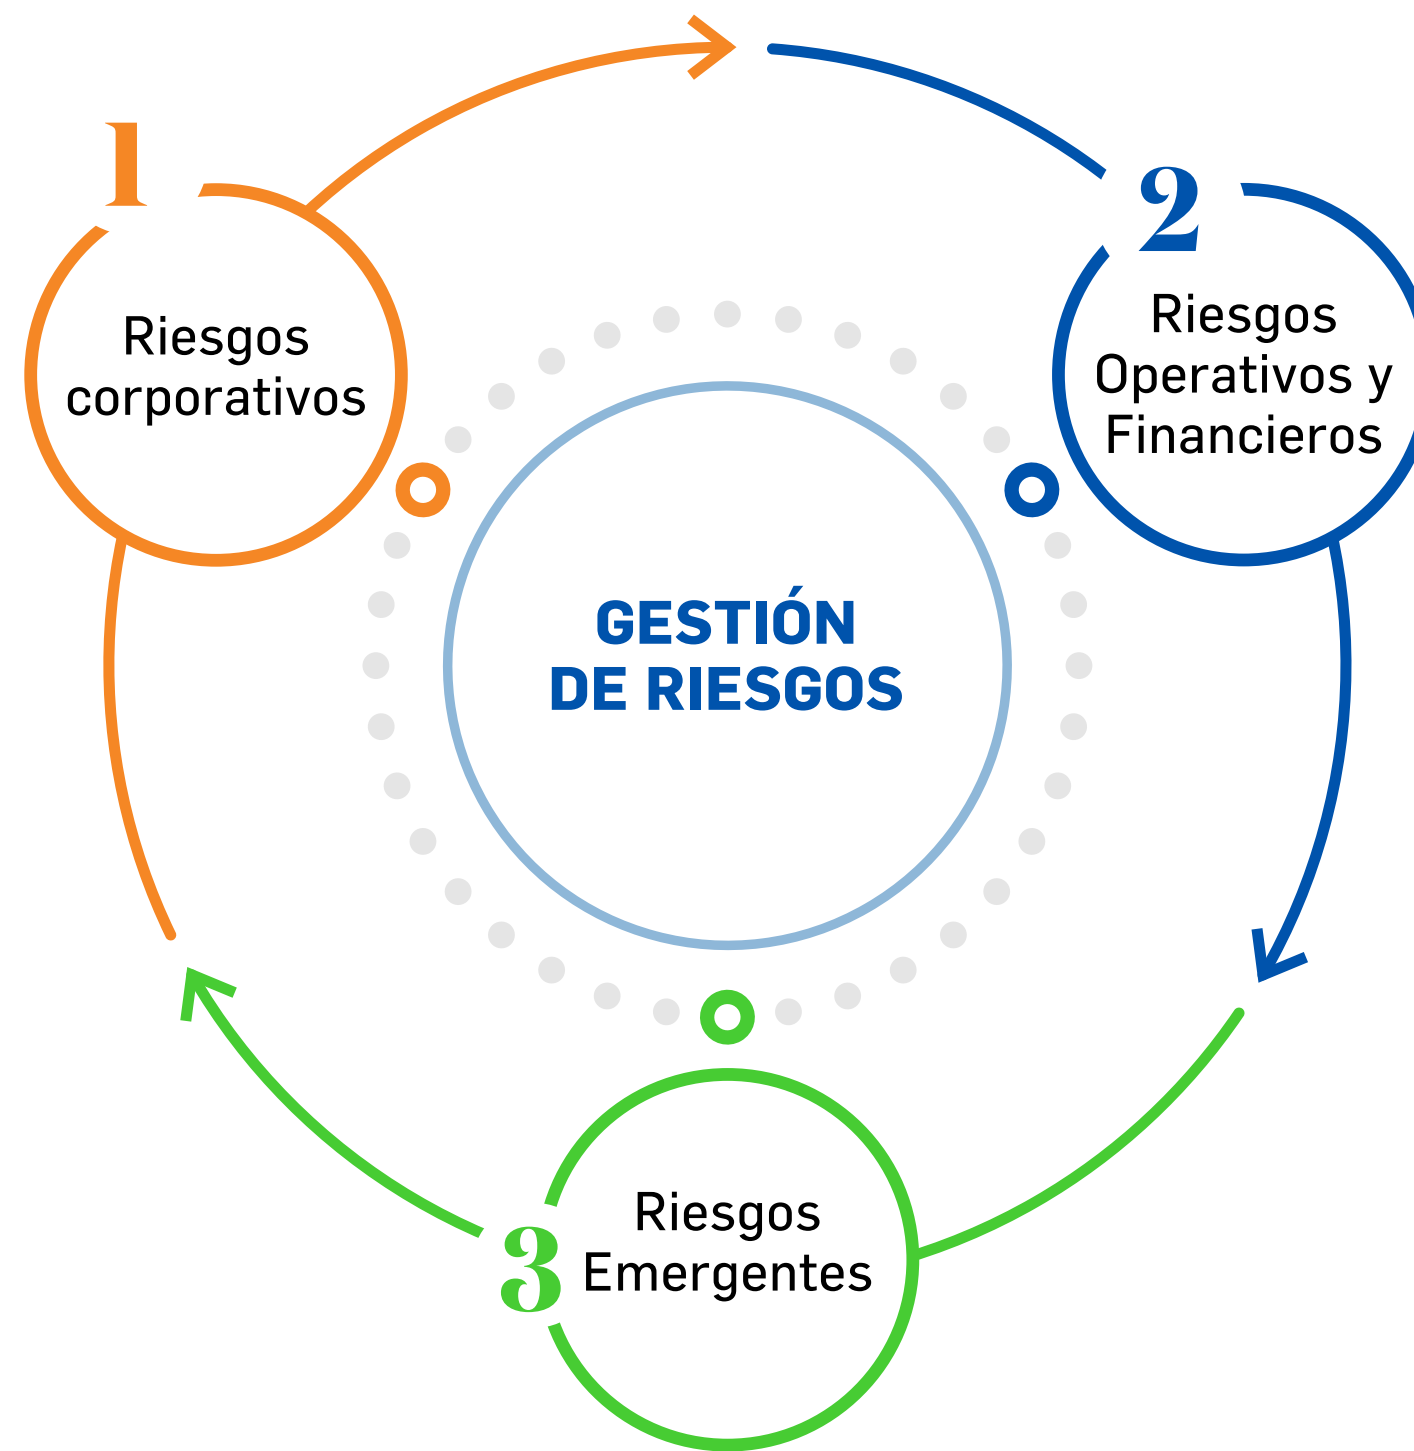 1
Riesgos
corporativos
2
Riesgos
Operativos y
Financieros
GESTIÓN
DE RIESGOS
3
Riesgos
Emergentes